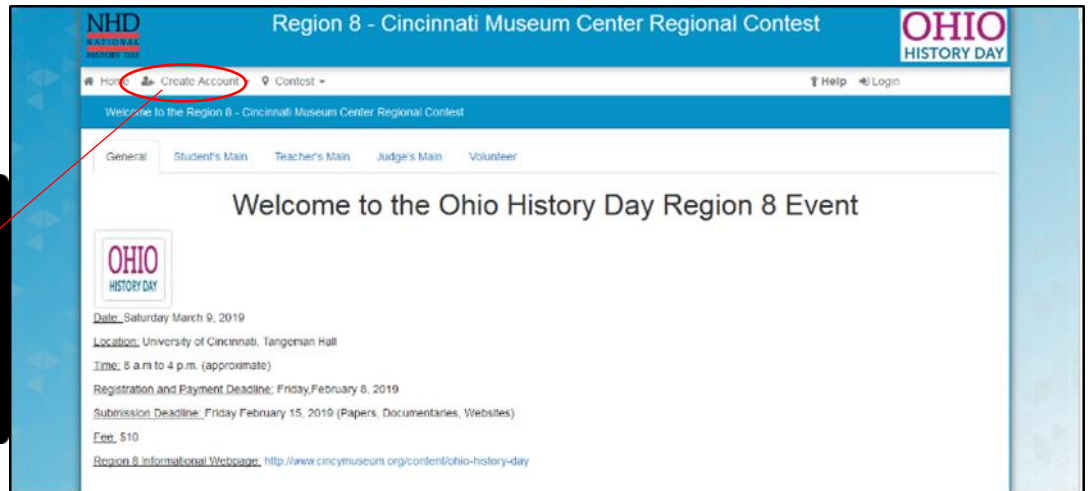 NHD
NATIONAL
HISTORY DAY
Region 8 - Cincinnati Museum Center Regional Contest
OHIO
HISTORY DAY
Home Create Account Contest Help Login
Welcome to the Region 8 - Cincinnati Museum Center Regional Contest
General Student's Main Teacher's Main Judge's Main Volunteer
Welcome to the Ohio History Day Region 8 Event
OHIO
HISTORY DAY
Date: Saturday March 9, 2019
Location: University of Cincinnati, Tangeman Hall
Time: 8 a.m to 4 p.m. (approximate)
Registration and Payment Deadline: Friday,February 8, 2019
Submission Deadline: Friday February 15, 2019 (Papers, Documentaries, Websites)
Fee: $10
Region 8 Informational Webpage: http://www.cincymuseum.org/content/ohio-history-day